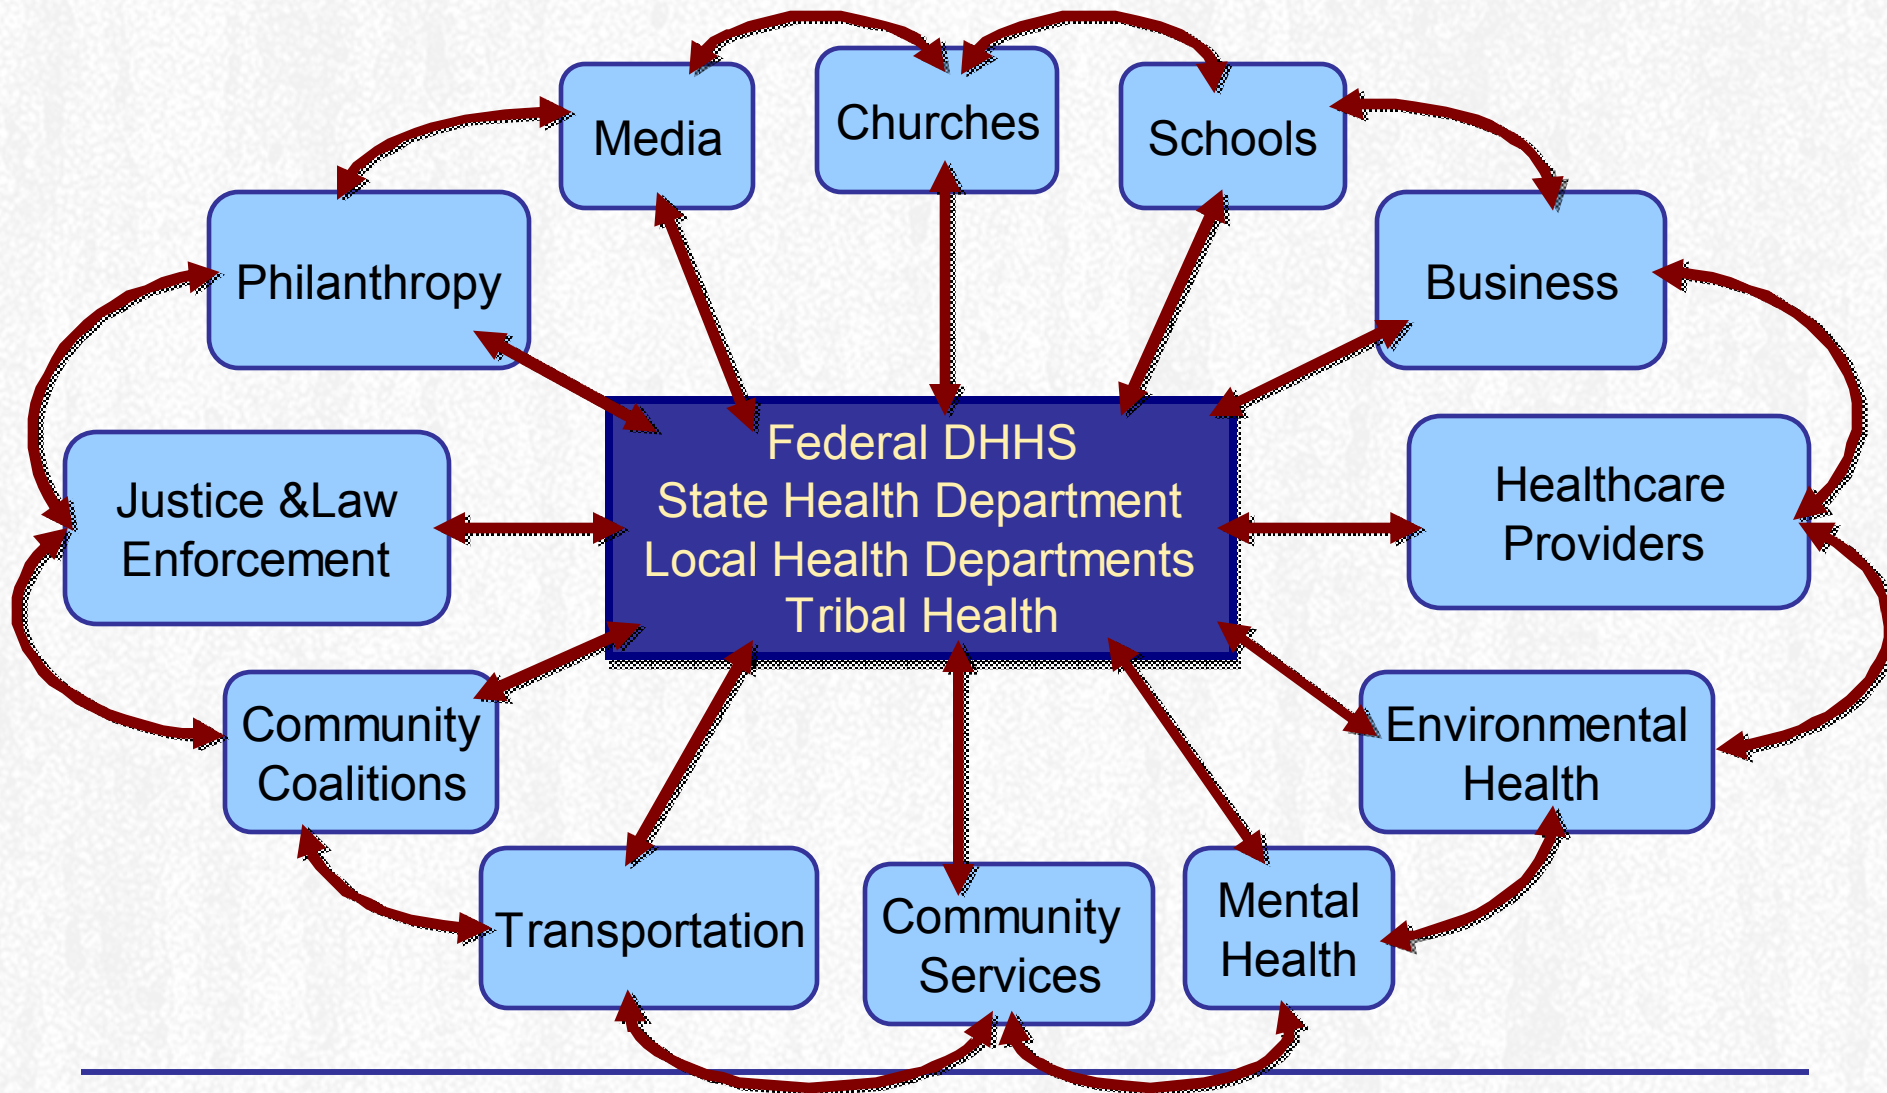 Media
Churches
Schools
Philanthropy
Business
Federal DHHS
State Health Department
Local Health Departments
Tribal Health
Justice &Law
Enforcement
Healthcare
Providers
Community
Coalitions
Environmental
Health
Transportation
Community
Services
Mental
Health